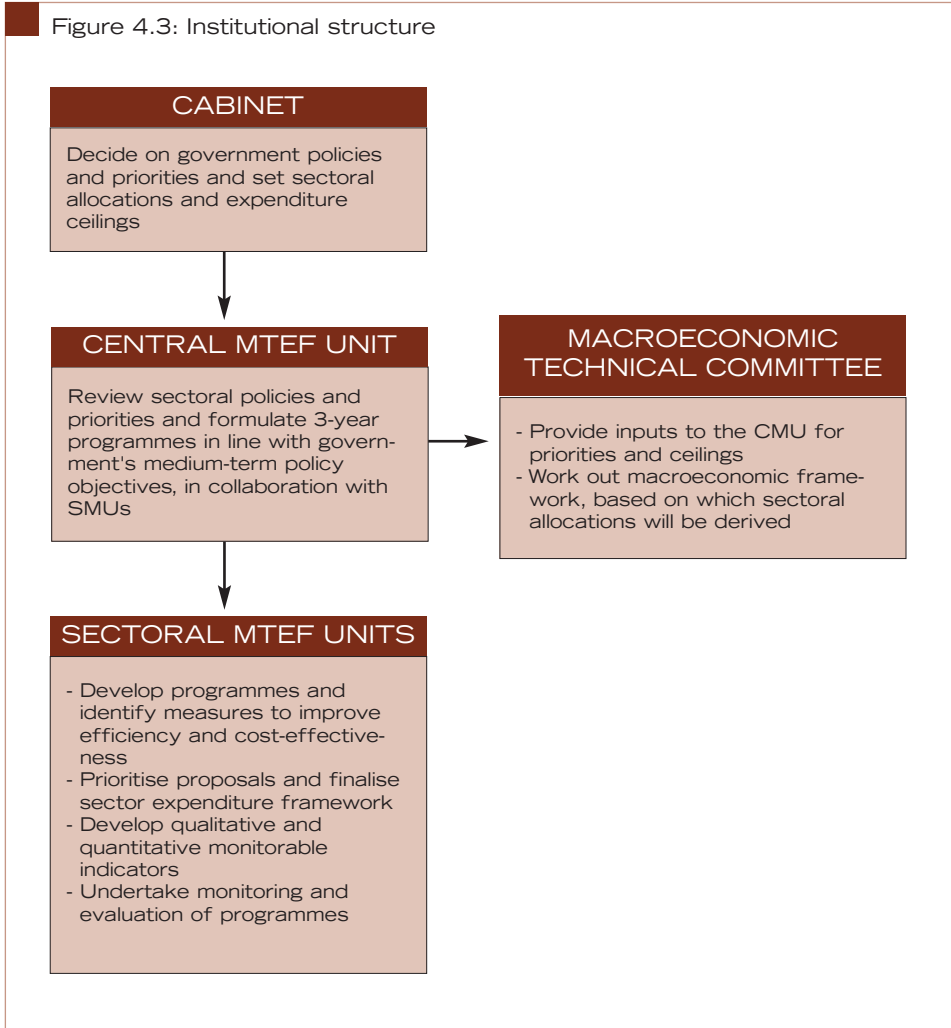 Figure 4.3: Institutional structure
CABINET
Decide on government policies
and priorities and set sectoral
allocations and expenditure
ceilings
CENTRAL MTEF UNIT
Review sectoral policies and
priorities and formulate 3-year
programmes in line with govern-
ment's medium-term policy
objectives, in collaboration with
SMUs
MACROECONOMIC
TECHNICAL COMMITTEE
- Provide inputs to the CMU for
priorities and ceilings
- Work out macroeconomic frame-
work, based on which sectoral
allocations will be derived
SECTORAL MTEF UNITS
- Develop programmes and
identify measures to improve
efficiency and cost-effective-
ness
- Prioritise proposals and finalise
sector expenditure framework
- Develop qualitative and
quantitative monitorable
indicators
- Undertake monitoring and
evaluation of programmes